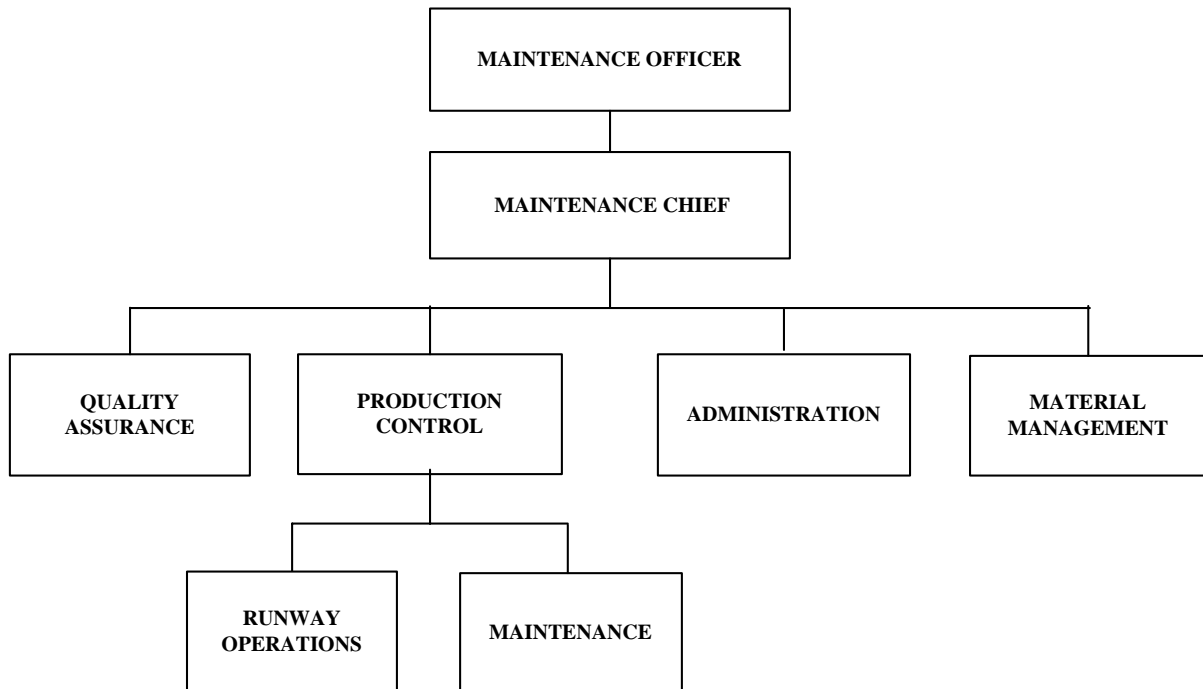 MAINTENANCE OFFICER
MAINTENANCE CHIEF
QUALITY
ASSURANCE
PRODUCTION
CONTROL
ADMINISTRATION
MATERIAL
MANAGEMENT
RUNWAY
OPERATIONS
MAINTENANCE